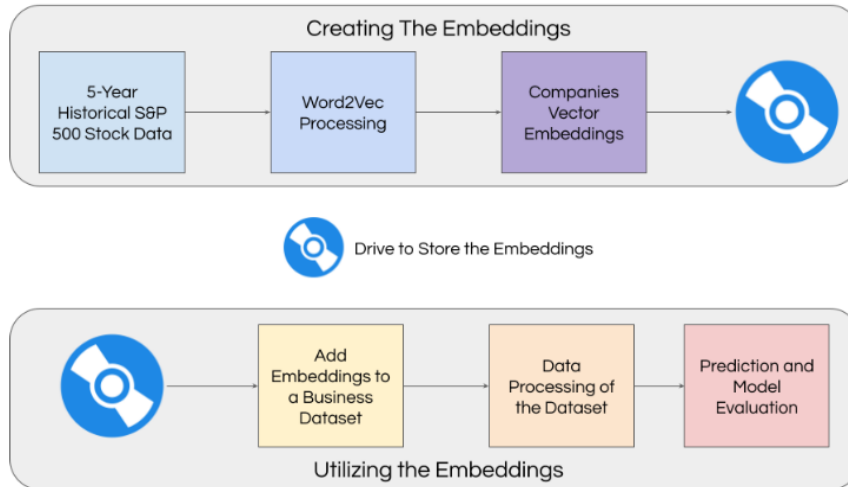 Creating The Embeddings
5-Year
Historical S&P
500 Stock Data
Word2Vec
Processing
Companies
Vector
Embeddings
Drive to Store the Embeddings
Add
Embeddings to
a Business
Dataset
Data
Processing of
the Dataset
Prediction and
Model
Evaluation
Utilizing the Embeddings